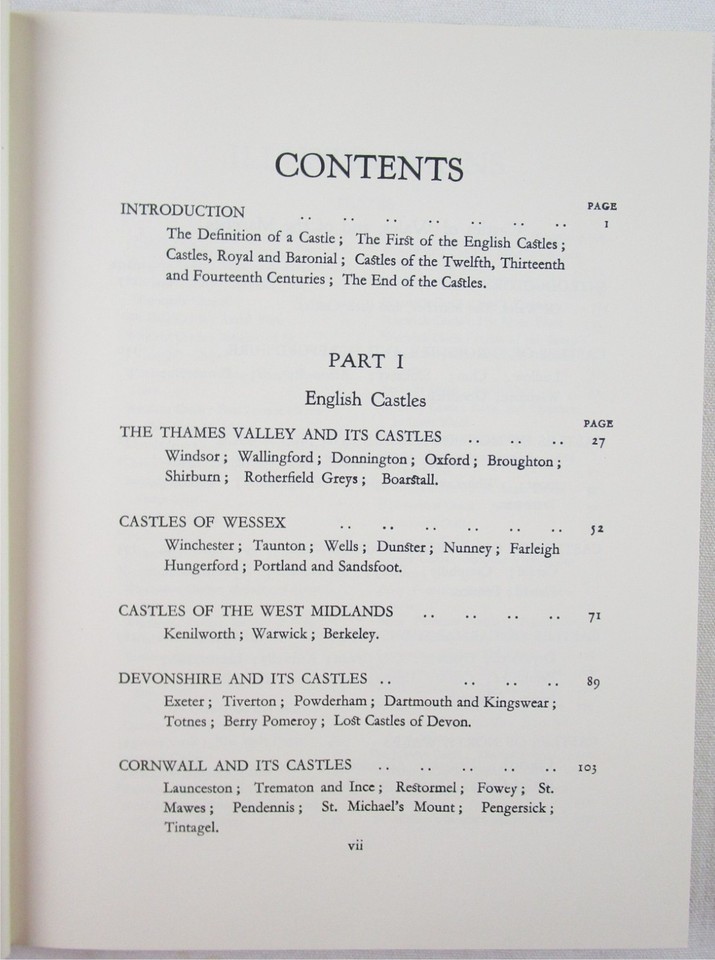 CONTENTS
PAGE
INTRODUCTION .. .. .. .. .. .. .. 1
The Definition of a Castle ; The First of the English Castles ;
Castles, Royal and Baronial ; Castles of the Twelfth, Thirteenth
and Fourteenth Centuries ; The End of the Castles.
PART I
English Castles
PAGE
THE THAMES VALLEY AND ITS CASTLES .. .. .. 27
Windsor ; Wallingford ; Donnington ; Oxford ; Broughton ;
Shirburn ; Rotherfield Greys ; Boarstall.
CASTLES OF WESSEX .. .. .. .. .. .. 52
Winchester ; Taunton ; Wells ; Dunster ; Nunney ; Farleigh
Hungerford ; Portland and Sandsfoot.
CASTLES OF THE WEST MIDLANDS .. .. .. .. 71
Kenilworth ; Warwick ; Berkeley.
DEVONSHIRE AND ITS CASTLES .. .. .. .. 89
Exeter ; Tiverton ; Powderham ; Dartmouth and Kingswear ;
Totnes ; Berry Pomeroy ; Lost Castles of Devon.
CORNWALL AND ITS CASTLES .. .. .. .. .. 103
Launceston ; Trematon and Ince ; Restormel ; Fowey ; St.
Mawes ; Pendennis ; St. Michael's Mount ; Pengersick ;
Tintagel.
vii